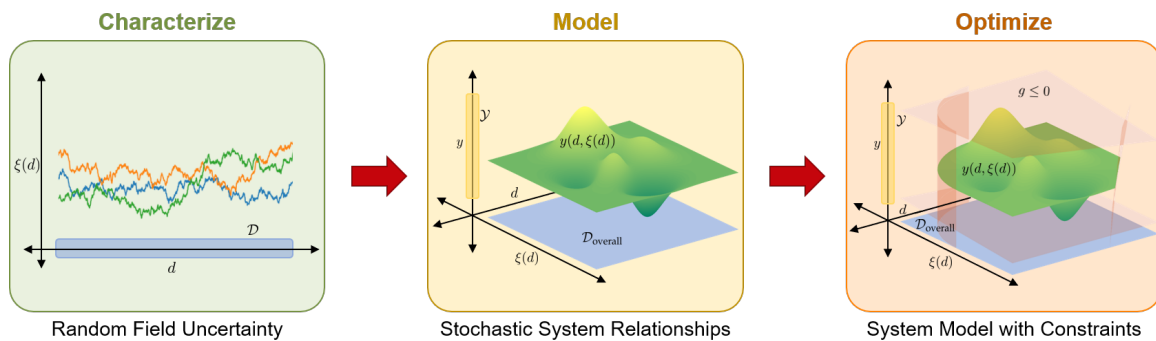 Characterize
Model
Optimize
ξ(d)
𝒟
d
𝒴
y
y(d, ξ(d))
d
𝒟overall
ξ(d)
g ≤ 0
𝒴
y
y(d, ξ(d))
d
𝒟overall
ξ(d)
Random Field Uncertainty
Stochastic System Relationships
System Model with Constraints